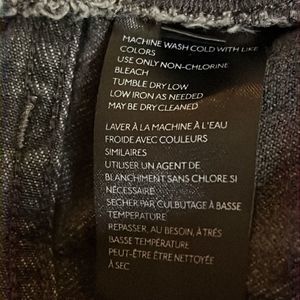 MACHINE WASH COLD WITH LIKE
COLORS
USE ONLY NON-CHLORINE
BLEACH
TUMBLE DRY LOW
LOW IRON AS NEEDED
MAY BE DRY CLEANED
LAVER À LA MACHINE À L'EAU
FROIDE AVEC COULEURS
SIMILAIRES
UTILISER UN AGENT DE
BLANCHIMENT SANS CHLORE SI
NÉCESSAIRE
SECHER PAR CULBUTAGE À BASSE
TEMPERATURE
REPASSER, AU BESOIN, À TRÈS
BASSE TEMPÉRATURE
PEUT-ÊTRE ÊTRE NETTOYÉE
À SEC